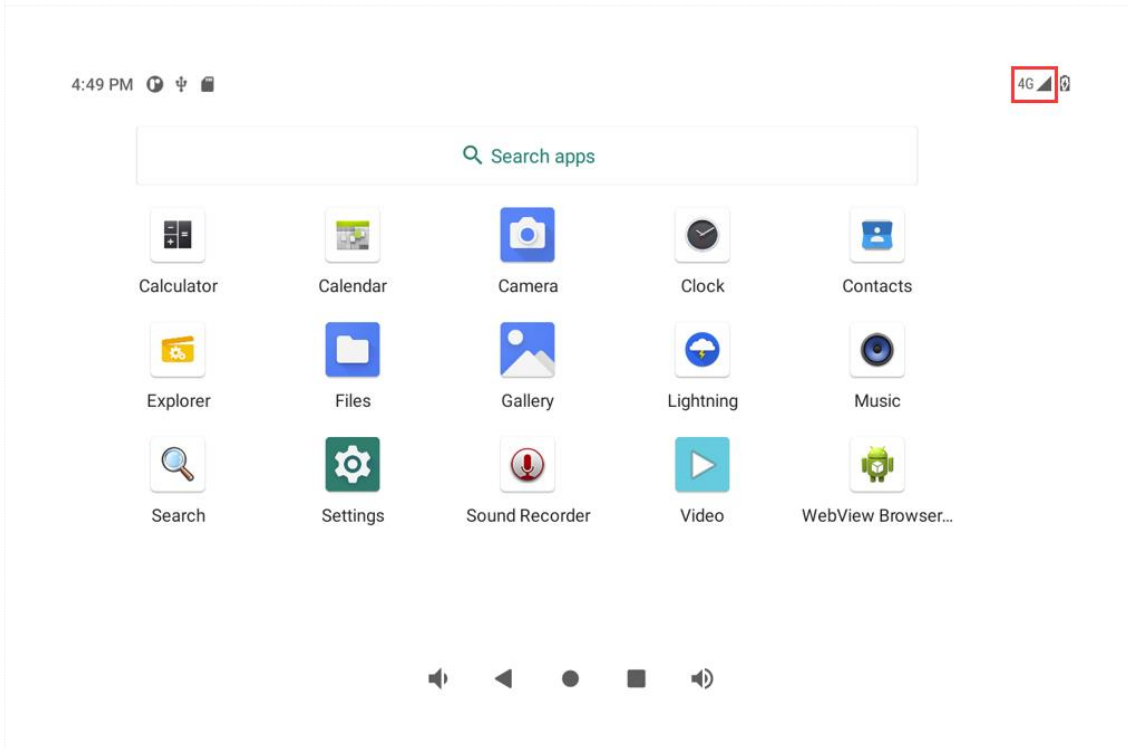 4:49 PM
4G
Search apps
Calculator
Calendar
Camera
Clock
Contacts
Explorer
Files
Gallery
Lightning
Music
Search
Settings
Sound Recorder
Video
WebView Browser...